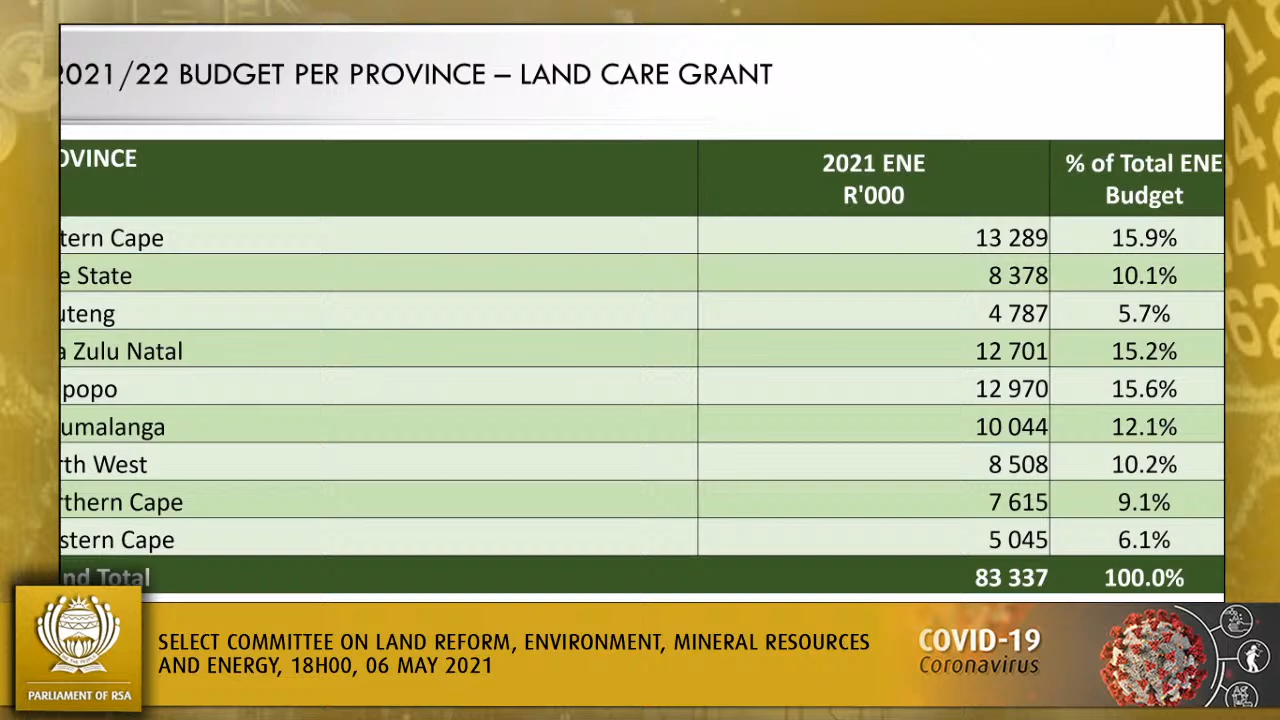 2021/22 BUDGET PER PROVINCE – LAND CARE GRANT
OVINCE 2021 ENE % of Total ENE
R'000 Budget
tern Cape 13 289 15.9%
e State 8 378 10.1%
uteng 4 787 5.7%
a Zulu Natal 12 701 15.2%
popo 12 970 15.6%
umalanga 10 044 12.1%
rth West 8 508 10.2%
rthern Cape 7 615 9.1%
stern Cape 5 045 6.1%
nd Total 83 337 100.0%
SELECT COMMITTEE ON LAND REFORM, ENVIRONMENT, MINERAL RESOURCES
AND ENERGY, 18H00, 06 MAY 2021
PARLIAMENT OF RSA
COVID-19
Coronavirus